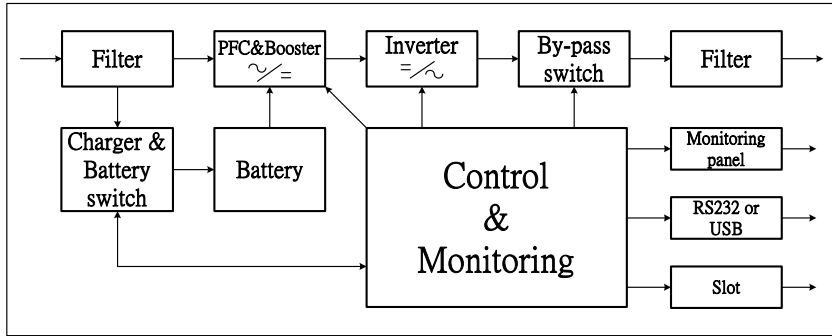 Filter
PFC&Booster
Inverter
By-pass
switch
Filter
Charger &
Battery
switch
Battery
Control
&
Monitoring
Monitoring
panel
RS232 or
USB
Slot